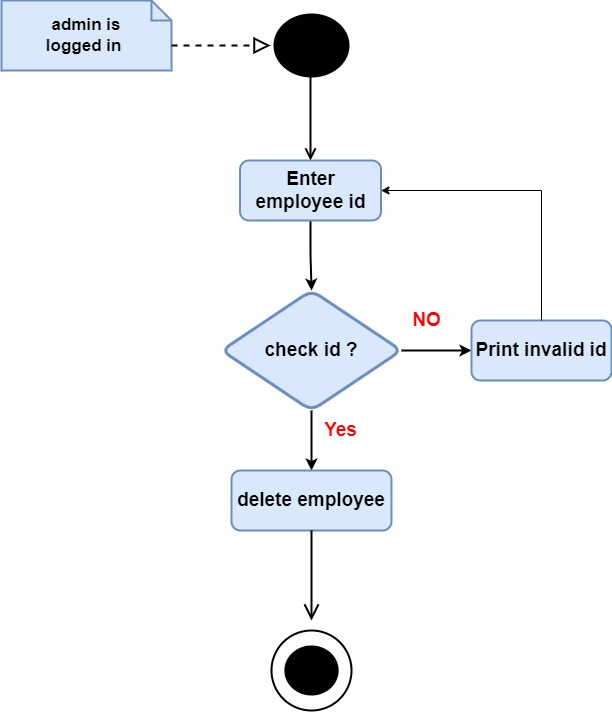 admin is
logged in
Enter
employee id
check id ?
NO
Print invalid id
Yes
delete employee